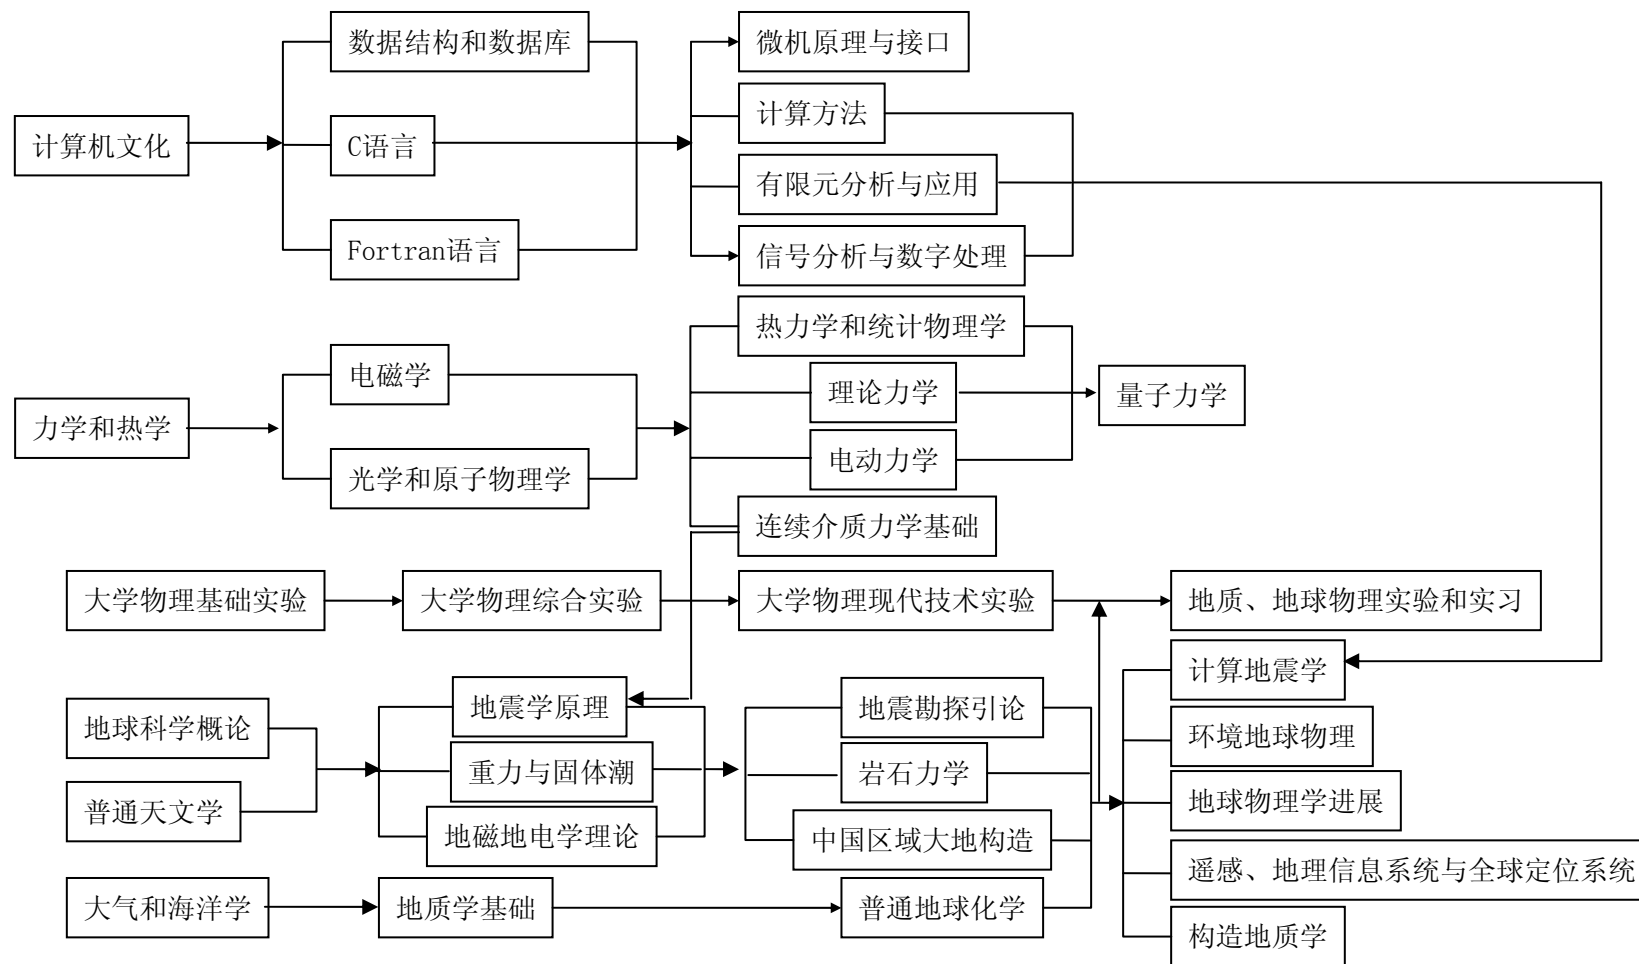 数据结构和数据库
微机原理与接口
计算方法
计算机文化
C语言
有限元分析与应用
Fortran语言
信号分析与数字处理
热力学和统计物理学
电磁学
理论力学
量子力学
力学和热学
电动力学
光学和原子物理学
连续介质力学基础
大学物理基础实验
大学物理综合实验
大学物理现代技术实验
地质、地球物理实验和实习
计算地震学
地震学原理
地震勘探引论
地球科学概论
环境地球物理
重力与固体潮
岩石力学
地球物理学进展
普通天文学
地磁地电学理论
中国区域大地构造
遥感、地理信息系统与全球定位系统
大气和海洋学
地质学基础
普通地球化学
构造地质学